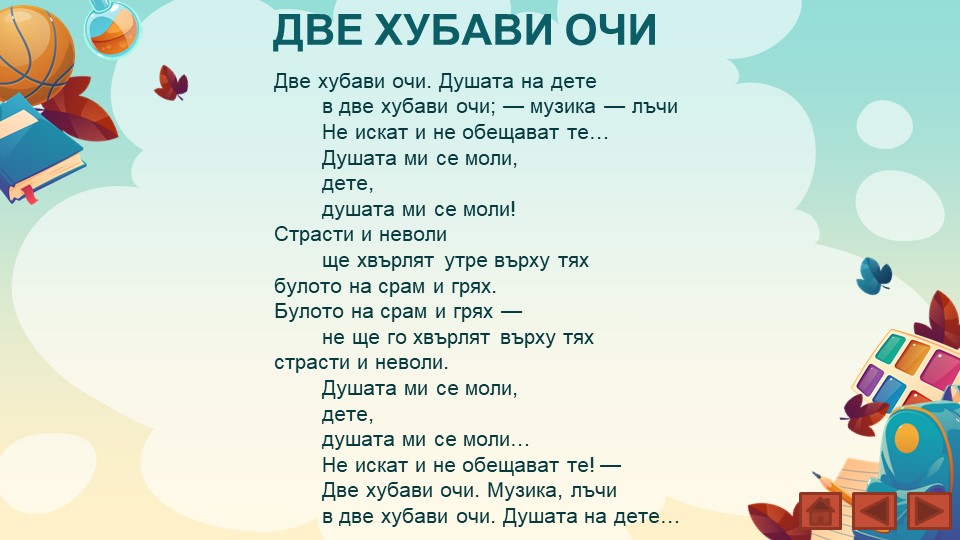 ДВЕ ХУБАВИ ОЧИ
Две хубави очи. Душата на дете
в две хубави очи; — музика — лъчи
Не искат и не обещават те…
Душата ми се моли,
дете,
душата ми се моли!
Страсти и неволи
ще хвърлят утре върху тях
булото на срам и грях.
Булото на срам и грях —
не ще го хвърлят върху тях
страсти и неволи.
Душата ми се моли,
дете,
душата ми се моли…
Не искат и не обещават те! —
Две хубави очи. Музика, лъчи
в две хубави очи. Душата на дете…